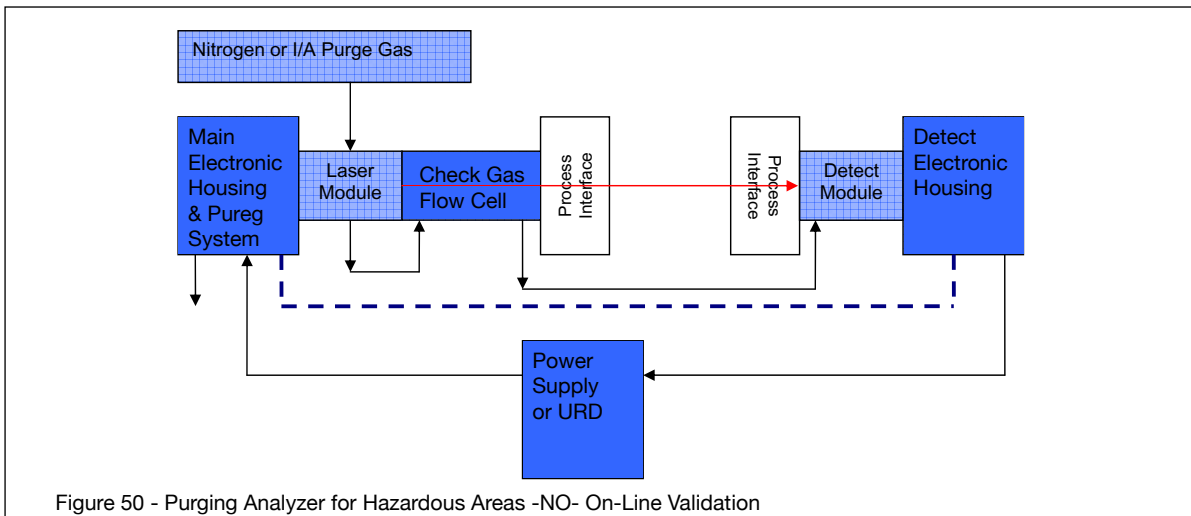 Nitrogen or I/A Purge Gas
Main
Electronic
Housing
& Pureg
System
Laser
Module
Check Gas
Flow Cell
Process
Interface
Process
Interface
Detect
Module
Detect
Electronic
Housing
Power
Supply
or URD
Figure 50 - Purging Analyzer for Hazardous Areas -NO- On-Line Validation